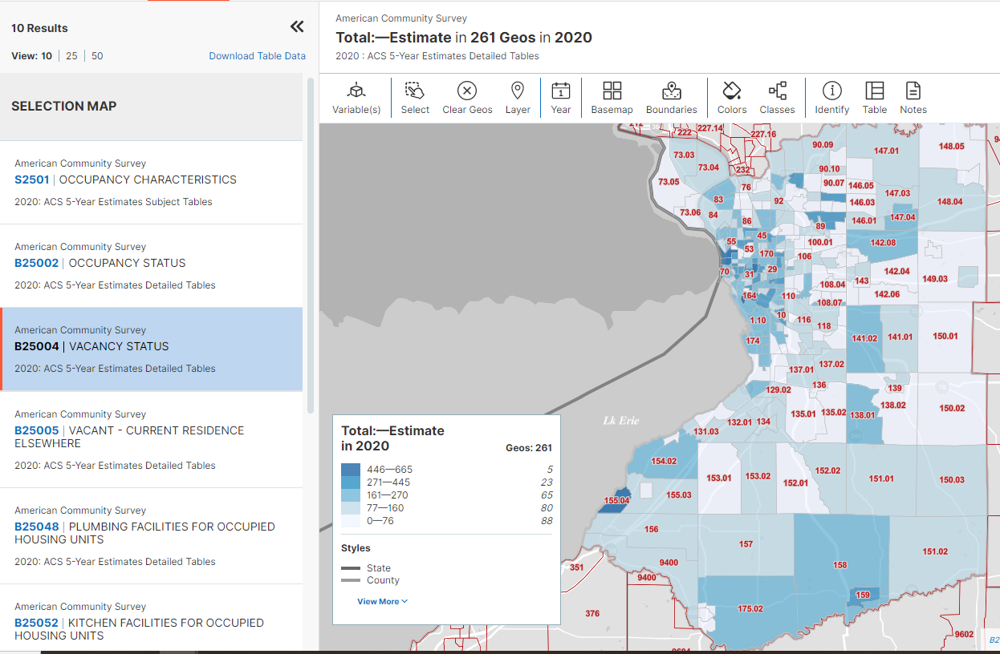 10 Results
View: 10 | 25 | 50
Download Table Data
SELECTION MAP
American Community Survey
S2501 | OCCUPANCY CHARACTERISTICS
2020: ACS 5-Year Estimates Subject Tables
American Community Survey
B25002 | OCCUPANCY STATUS
2020: ACS 5-Year Estimates Detailed Tables
American Community Survey
B25004 | VACANCY STATUS
2020: ACS 5-Year Estimates Detailed Tables
American Community Survey
B25005 | VACANT - CURRENT RESIDENCE
ELSEWHERE
2020: ACS 5-Year Estimates Detailed Tables
American Community Survey
B25048 | PLUMBING FACILITIES FOR OCCUPIED
HOUSING UNITS
2020: ACS 5-Year Estimates Detailed Tables
American Community Survey
B25052 | KITCHEN FACILITIES FOR OCCUPIED
HOUSING UNITS
American Community Survey
Total:—Estimate in 261 Geos in 2020
2020 : ACS 5-Year Estimates Detailed Tables
Variable(s)
Select
Clear Geos
Layer
1
Year
Basemap
Boundaries
Colors
Classes
Identify
Table
Notes
212
222
227.14
227.16
90.09
147.01
148.05
73.03
73.04
232
90.10
73.05
76
90.07
146.05
147.03
83
92
146.03
148.04
73.06
84
86
89
146.01
147.04
55
45
100.01
142.08
53
170
106
70
31
29
142.04
149.03
108.04
143
164
110
108.07
142.06
1.10
10
116
118
174
141.02
141.01
150.01
137.02
137.01
129.02
136
139
135.01
135.02
138.01
138.02
150.02
Lk Erie
132.01
134
131.03
154.02
153.01
153.02
152.01
152.02
151.01
150.03
155.04
155.03
156
157
151.02
351
9400
9400
158
159
376
175.02
9602
9604
B2
Total:—Estimate
in 2020
Geos: 261
446—665 5
271—445 23
161—270 65
77—160 80
0—76 88
Styles
State
County
View More